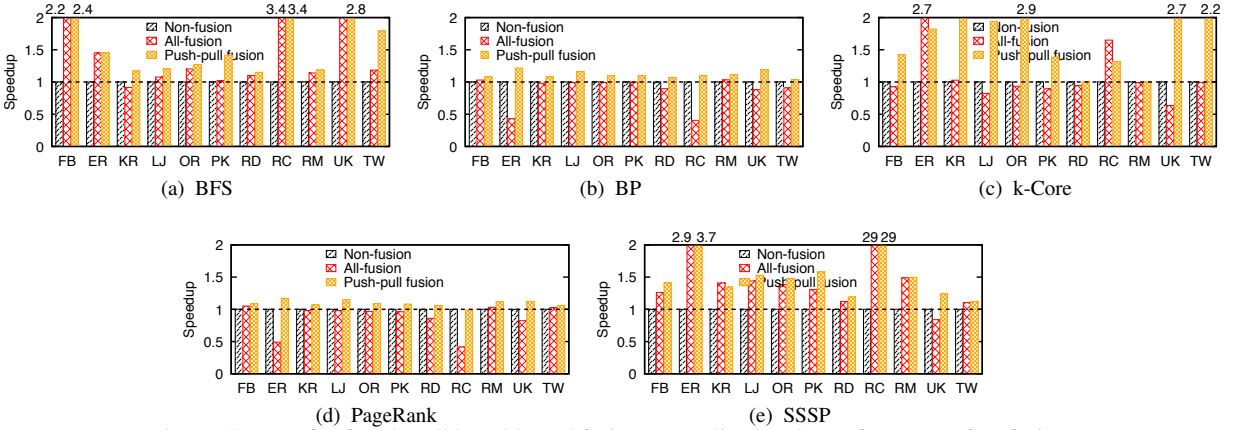 2.2 2.4 3.4 3.4 2.8
Speedup
2
1.5
1
0.5
0
Non-fusion
All-fusion
Push-pull fusion
FB ER KR LJ OR PK RD RC RM UK TW
(a) BFS
Speedup
2
1.5
1
0.5
0
Non-fusion
All-fusion
Push-pull fusion
FB ER KR LJ OR PK RD RC RM UK TW
(b) BP
2.7 2.9 2.7 2.2
Speedup
2
1.5
1
0.5
0
Non-fusion
All-fusion
Push-pull fusion
FB ER KR LJ OR PK RD RC RM UK TW
(c) k-Core
Speedup
2
1.5
1
0.5
0
Non-fusion
All-fusion
Push-pull fusion
FB ER KR LJ OR PK RD RC RM UK TW
(d) PageRank
2.9 3.7 29 29
Speedup
2
1.5
1
0.5
0
Non-fusion
All-fusion
Push-pull fusion
FB ER KR LJ OR PK RD RC RM UK TW
(e) SSSP